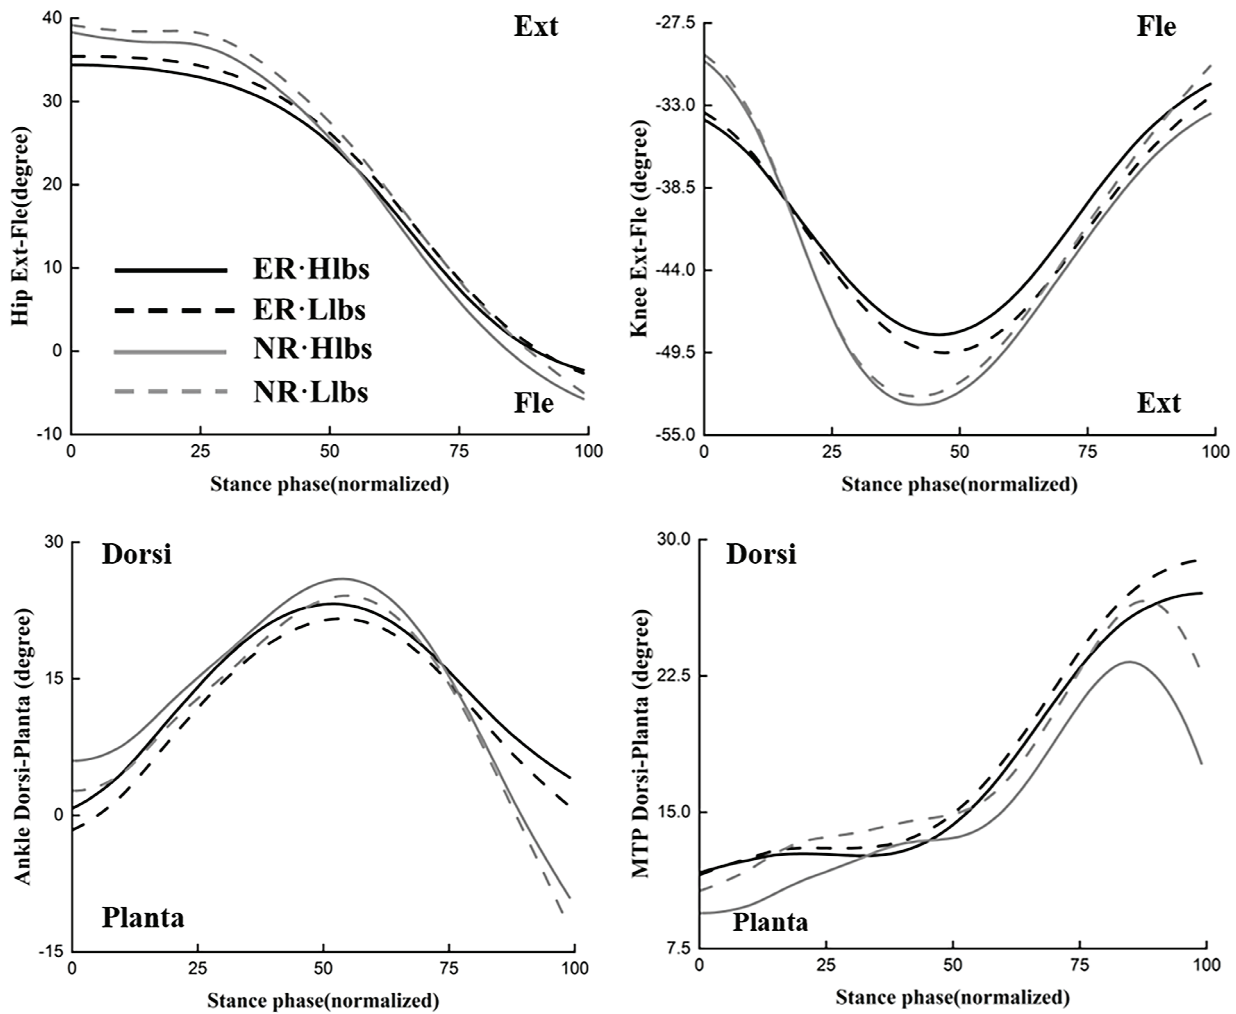 Ext
Hip Ext-Fle(degree)
40
30
20
10
0
-10
ER·Hlbs
ER·Llbs
NR·Hlbs
NR·Llbs
Fle
0 25 50 75 100
Stance phase(normalized)
Fle
Knee Ext-Fle (degree)
-27.5
-33.0
-38.5
-44.0
-49.5
-55.0
Ext
0 25 50 75 100
Stance phase(normalized)
Dorsi
Ankle Dorsi-Planta (degree)
30
15
0
-15
Planta
0 25 50 75 100
Stance phase(normalized)
Dorsi
MTP Dorsi-Planta (degree)
30.0
22.5
15.0
7.5
Planta
0 25 50 75 100
Stance phase(normalized)